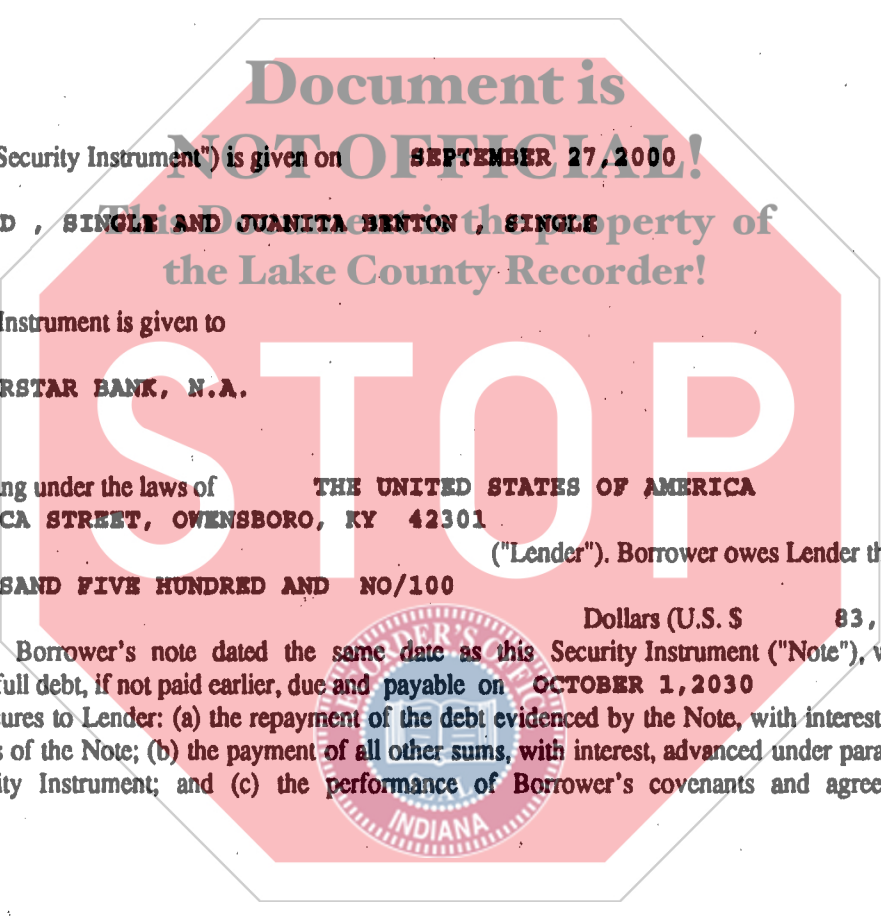 Document is
NOT OFFICIAL!
Security Instrument") is given on SEPTEMBER 27,2000
This Document is the property of
D , SINGLE AND JUANITA BENTON , SINGLE
the Lake County Recorder!
Instrument is given to
RSTAR BANK, N.A.
STOP
ng under the laws of THE UNITED STATES OF AMERICA
CA STREET, OWENSBORO, KY 42301
("Lender"). Borrower owes Lender th
SAND FIVE HUNDRED AND NO/100
Dollars (U.S. $ 83,
Borrower's note dated the same date as this Security Instrument ("Note"), w
full debt, if not paid earlier, due and payable on OCTOBER 1,2030
ures to Lender: (a) the repayment of the debt evidenced by the Note, with interest
s of the Note; (b) the payment of all other sums, with interest, advanced under para
ity Instrument; and (c) the performance of Borrower's covenants and agree
SEAL
INDIANA